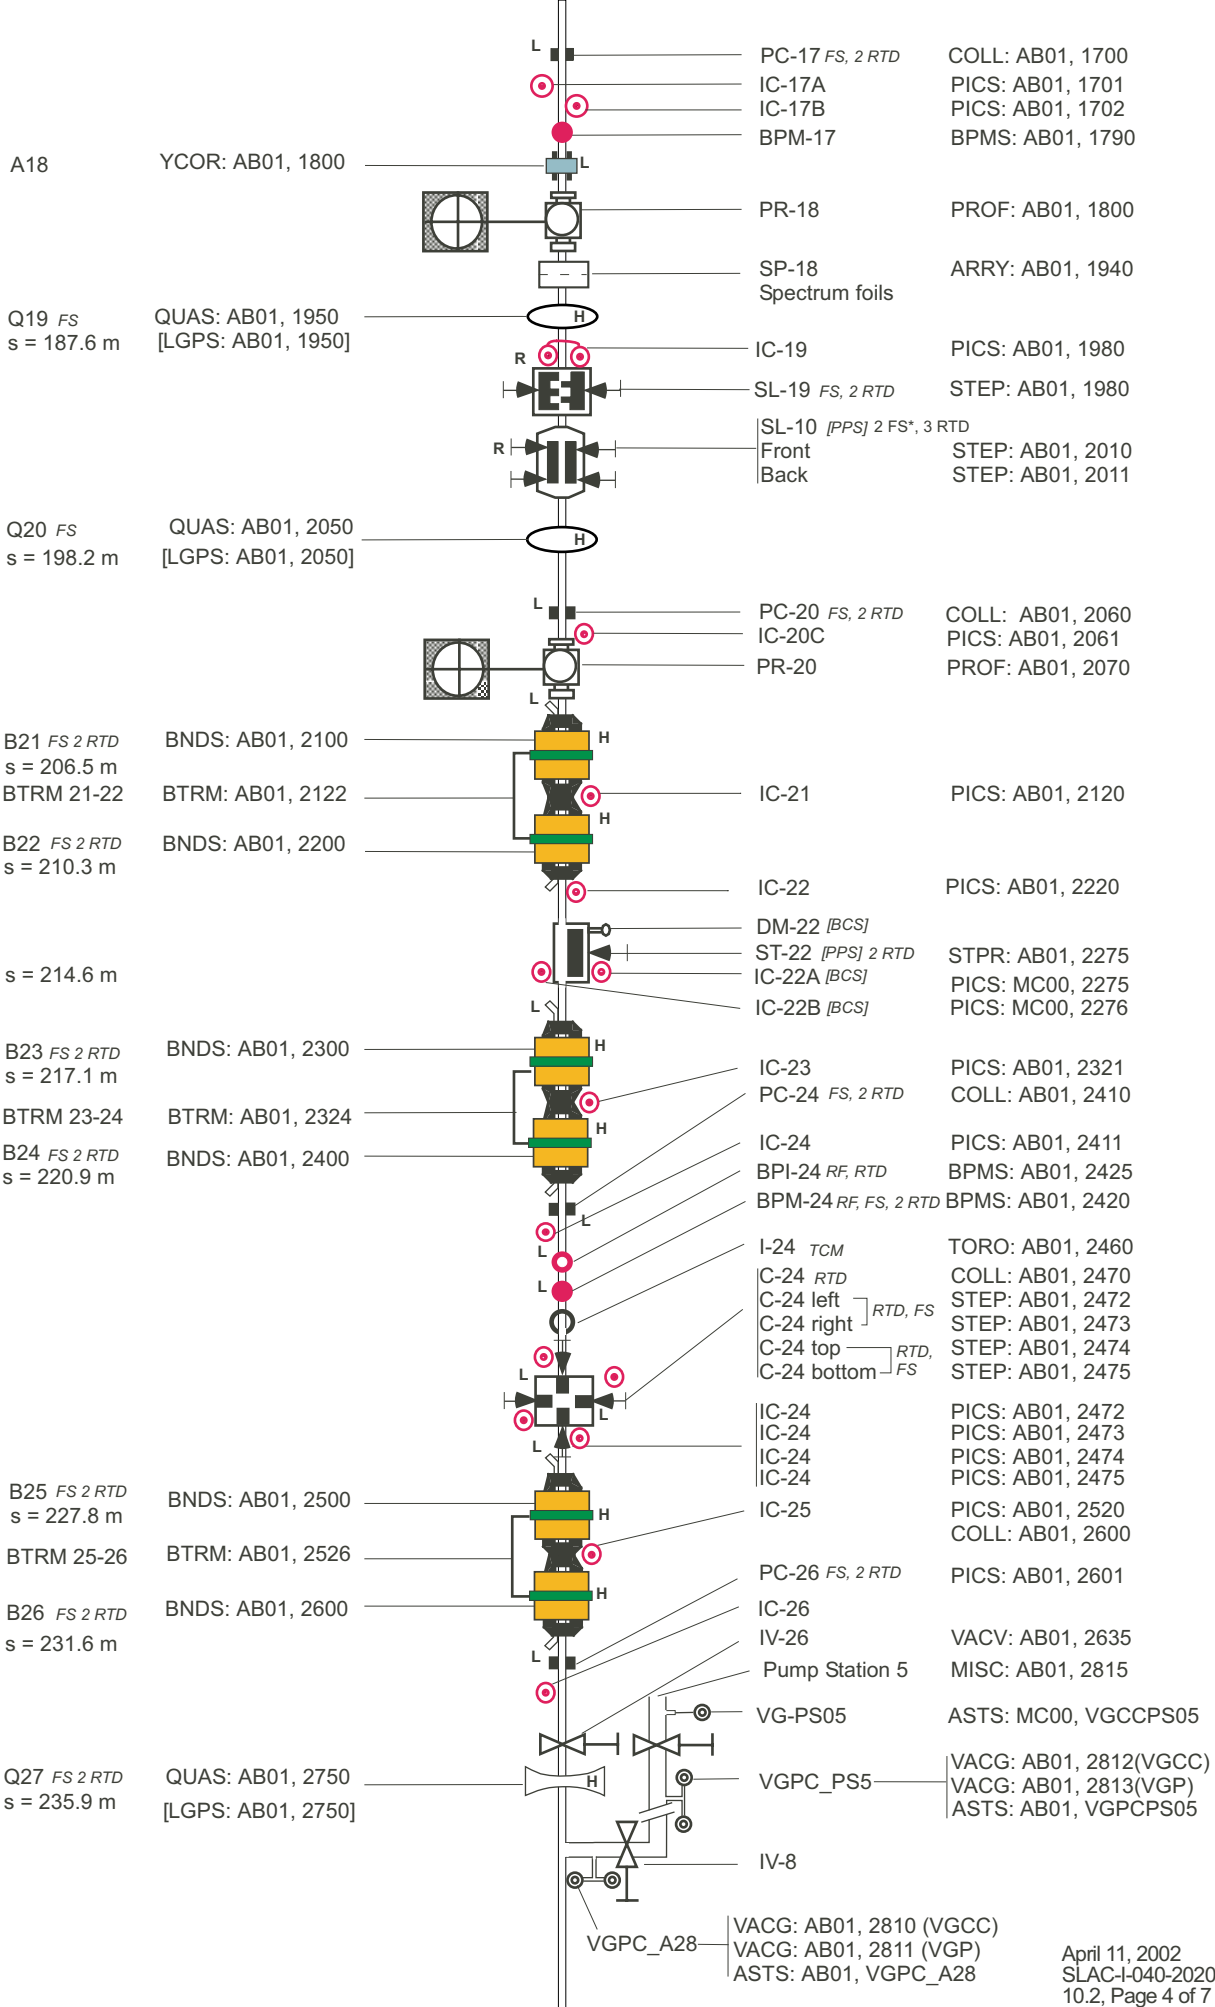 L
PC-17 FS, 2 RTD COLL: AB01, 1700
IC-17A PICS: AB01, 1701
IC-17B PICS: AB01, 1702
BPM-17 BPMS: AB01, 1790
A18 YCOR: AB01, 1800 L
PR-18 PROF: AB01, 1800
SP-18 ARRY: AB01, 1940
Spectrum foils
Q19 FS QUAS: AB01, 1950 H
s = 187.6 m [LGPS: AB01, 1950]
R IC-19 PICS: AB01, 1980
SL-19 FS, 2 RTD STEP: AB01, 1980
SL-10 [PPS] 2 FS*, 3 RTD
R Front STEP: AB01, 2010
Back STEP: AB01, 2011
Q20 FS QUAS: AB01, 2050 H
s = 198.2 m [LGPS: AB01, 2050]
L PC-20 FS, 2 RTD COLL: AB01, 2060
IC-20C PICS: AB01, 2061
PR-20 PROF: AB01, 2070
L
B21 FS 2 RTD BNDS: AB01, 2100 H
s = 206.5 m
BTRM 21-22 BTRM: AB01, 2122 IC-21 PICS: AB01, 2120
H
B22 FS 2 RTD BNDS: AB01, 2200
s = 210.3 m
IC-22 PICS: AB01, 2220
DM-22 [BCS]
ST-22 [PPS] 2 RTD STPR: AB01, 2275
s = 214.6 m IC-22A [BCS] PICS: MC00, 2275
L IC-22B [BCS] PICS: MC00, 2276
B23 FS 2 RTD BNDS: AB01, 2300 H
s = 217.1 m IC-23 PICS: AB01, 2321
PC-24 FS, 2 RTD COLL: AB01, 2410
BTRM 23-24 BTRM: AB01, 2324 H
B24 FS 2 RTD BNDS: AB01, 2400 IC-24 PICS: AB01, 2411
s = 220.9 m BPI-24 RF, RTD BPMS: AB01, 2425
BPM-24 RF, FS, 2 RTD BPMS: AB01, 2420
L
L I-24 TCM TORO: AB01, 2460
C-24 RTD COLL: AB01, 2470
L C-24 left RTD, FS STEP: AB01, 2472
C-24 right STEP: AB01, 2473
C-24 top RTD, FS STEP: AB01, 2474
C-24 bottom STEP: AB01, 2475
L
L IC-24 PICS: AB01, 2472
IC-24 PICS: AB01, 2473
L IC-24 PICS: AB01, 2474
IC-24 PICS: AB01, 2475
B25 FS 2 RTD BNDS: AB01, 2500 H IC-25 PICS: AB01, 2520
s = 227.8 m COLL: AB01, 2600
BTRM 25-26 BTRM: AB01, 2526
PC-26 FS, 2 RTD PICS: AB01, 2601
H
B26 FS 2 RTD BNDS: AB01, 2600 IC-26
s = 231.6 m IV-26 VACV: AB01, 2635
L Pump Station 5 MISC: AB01, 2815
VG-PS05 ASTS: MC00, VGCCPS05
VACG: AB01, 2812(VGCC)
Q27 FS 2 RTD QUAS: AB01, 2750 H VGPC_PS5 VACG: AB01, 2813(VGP)
s = 235.9 m [LGPS: AB01, 2750] ASTS: AB01, VGPCPS05
IV-8
VACG: AB01, 2810 (VGCC)
VGPC_A28 VACG: AB01, 2811 (VGP)
ASTS: AB01, VGPC_A28
April 11, 2002
SLAC-I-040-2020
10.2, Page 4 of 7